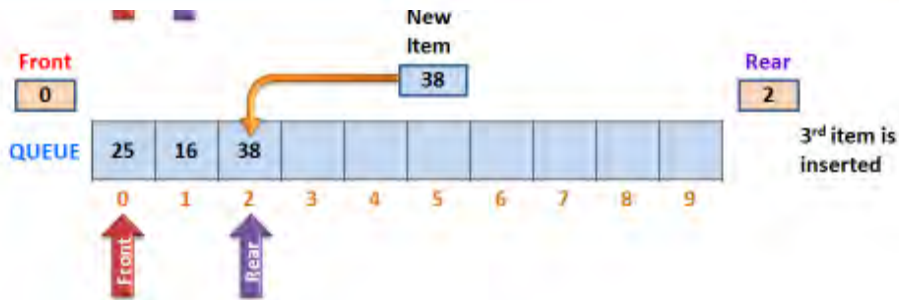 New
Item
Front
Rear
0
38
2
QUEUE
25 16 38
3rd item is
inserted
0 1 2 3 4 5 6 7 8 9
Front
Rear